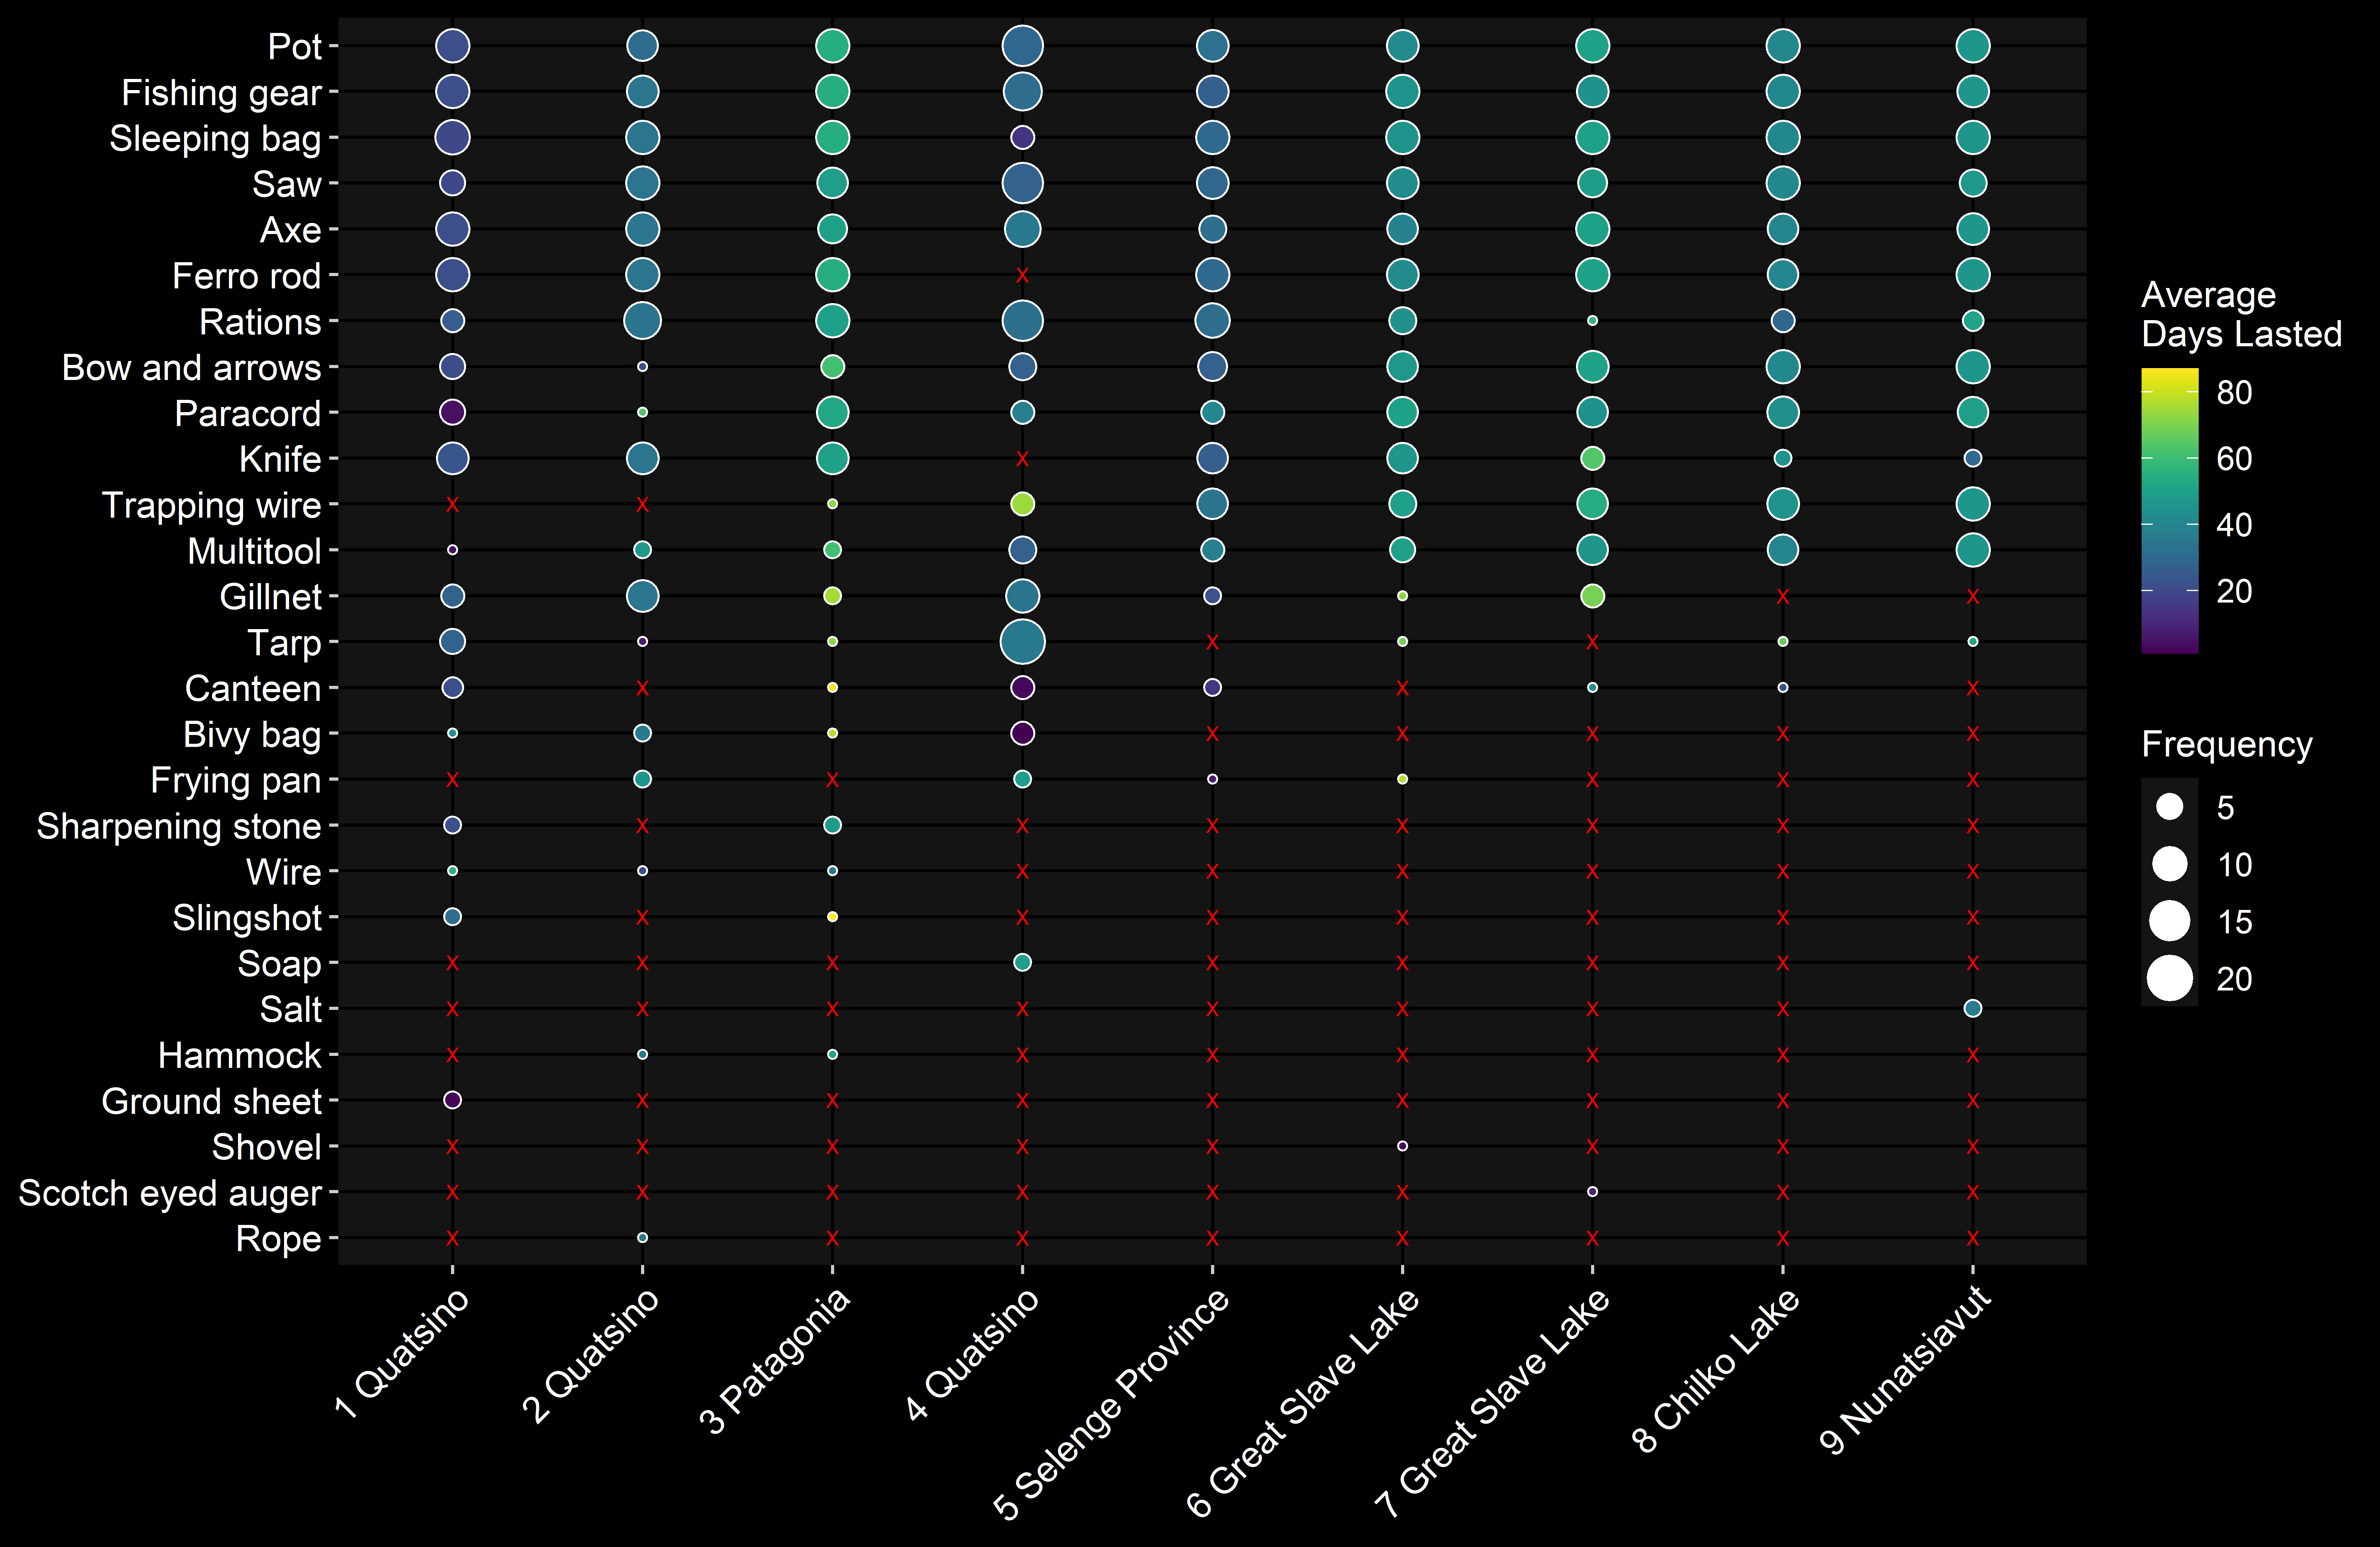 Pot
Fishing gear
Sleeping bag
Saw
Axe
Ferro rod
Rations
Bow and arrows
Paracord
Knife
Trapping wire
Multitool
Gillnet
Tarp
Canteen
Bivy bag
Frying pan
Sharpening stone
Wire
Slingshot
Soap
Salt
Hammock
Ground sheet
Shovel
Scotch eyed auger
Rope
1 Quatsino
2 Quatsino
3 Patagonia
4 Quatsino
5 Selenge Province
6 Great Slave Lake
7 Great Slave Lake
8 Chilko Lake
9 Nunatsiavut
Average
Days Lasted
80
60
40
20
Frequency
5
10
15
20